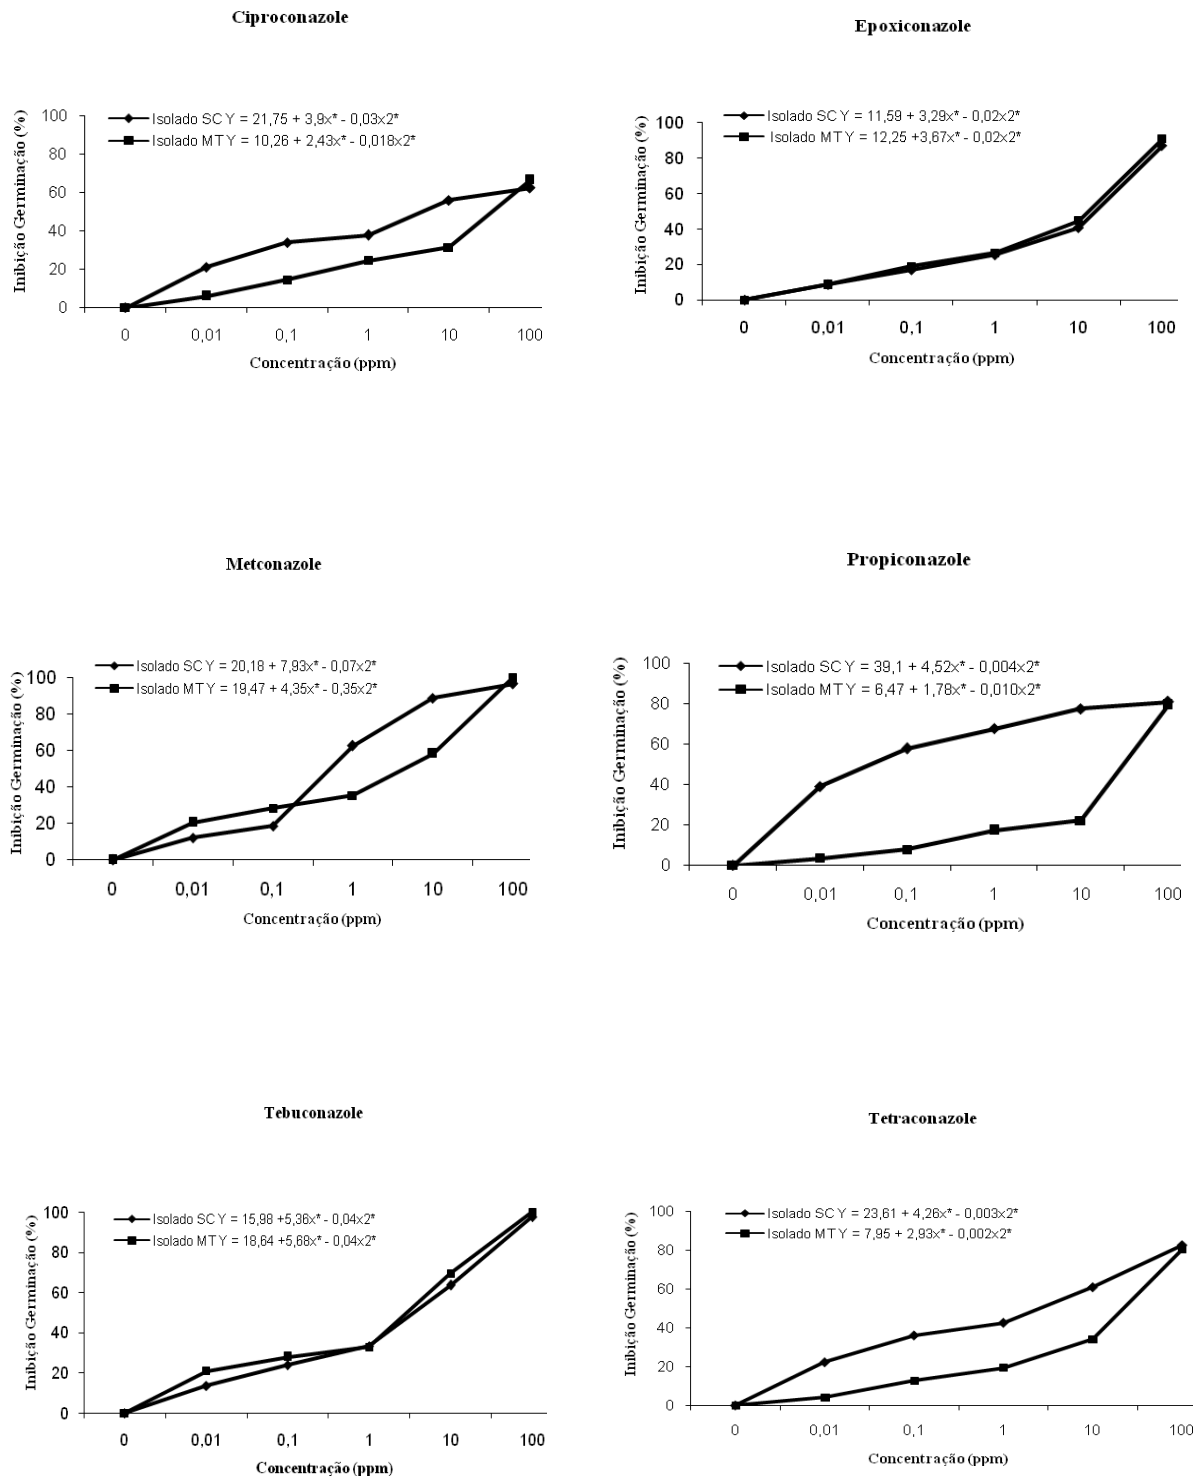 Ciproconazole
Isolado SC Y = 21,75 + 3,9x* - 0,03x2*
Isolado MT Y = 10,26 + 2,43x* - 0,018x2*
Inibição Germinação (%)
100
80
60
40
20
0
0 0,01 0,1 1 10 100
Concentração (ppm)
Epoxiconazole
Isolado SC Y = 11,59 + 3,29x* - 0,02x2*
Isolado MT Y = 12,25 +3,67x* - 0,02x2*
Inibição Germinação (%)
100
80
60
40
20
0
0 0,01 0,1 1 10 100
Concentração (ppm)
Metconazole
Isolado SC Y = 20,18 + 7,93x* - 0,07x2*
Isolado MT Y = 19,47 + 4,35x* - 0,35x2*
Inibição Germinação (%)
100
80
60
40
20
0
0 0,01 0,1 1 10 100
Concentração (ppm)
Propiconazole
Isolado SC Y = 39,1 + 4,52x* - 0,004x2*
Isolado MT Y = 6,47 + 1,78x* - 0,010x2*
Inibição Germinação (%)
100
80
60
40
20
0
0 0,01 0,1 1 10 100
Concentração (ppm)
Tebuconazole
Isolado SC Y = 15,98 +5,36x* - 0,04x2*
Isolado MT Y = 18,64 +5,68x* - 0,04x2*
Inibição Germinação (%)
100
80
60
40
20
0
0 0,01 0,1 1 10 100
Concentração (ppm)
Tetraconazole
Isolado SC Y = 23,61 + 4,26x* - 0,003x2*
Isolado MT Y = 7,95 + 2,93x* - 0,002x2*
Inibição Germinação (%)
100
80
60
40
20
0
0 0,01 0,1 1 10 100
Concentração (ppm)